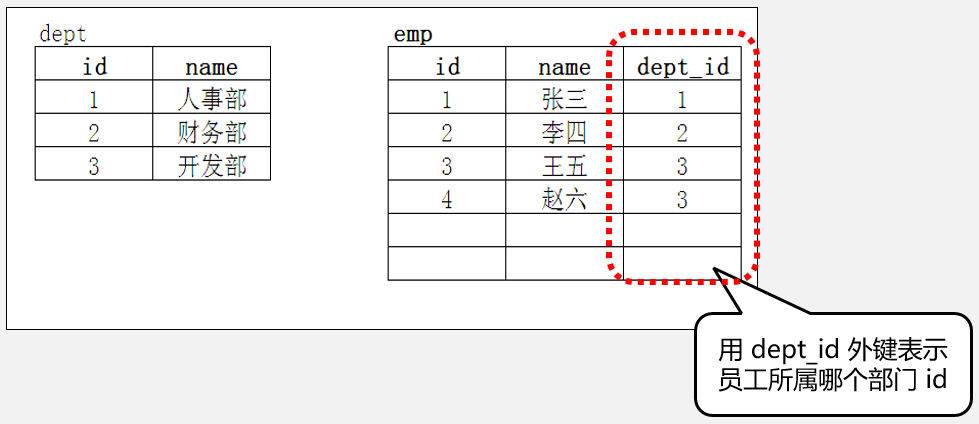 dept
id name
1 人事部
2 财务部
3 开发部
emp
id name dept_id
1 张三 1
2 李四 2
3 王五 3
4 赵六 3
用 dept_id 外键表示
员工所属哪个部门 id